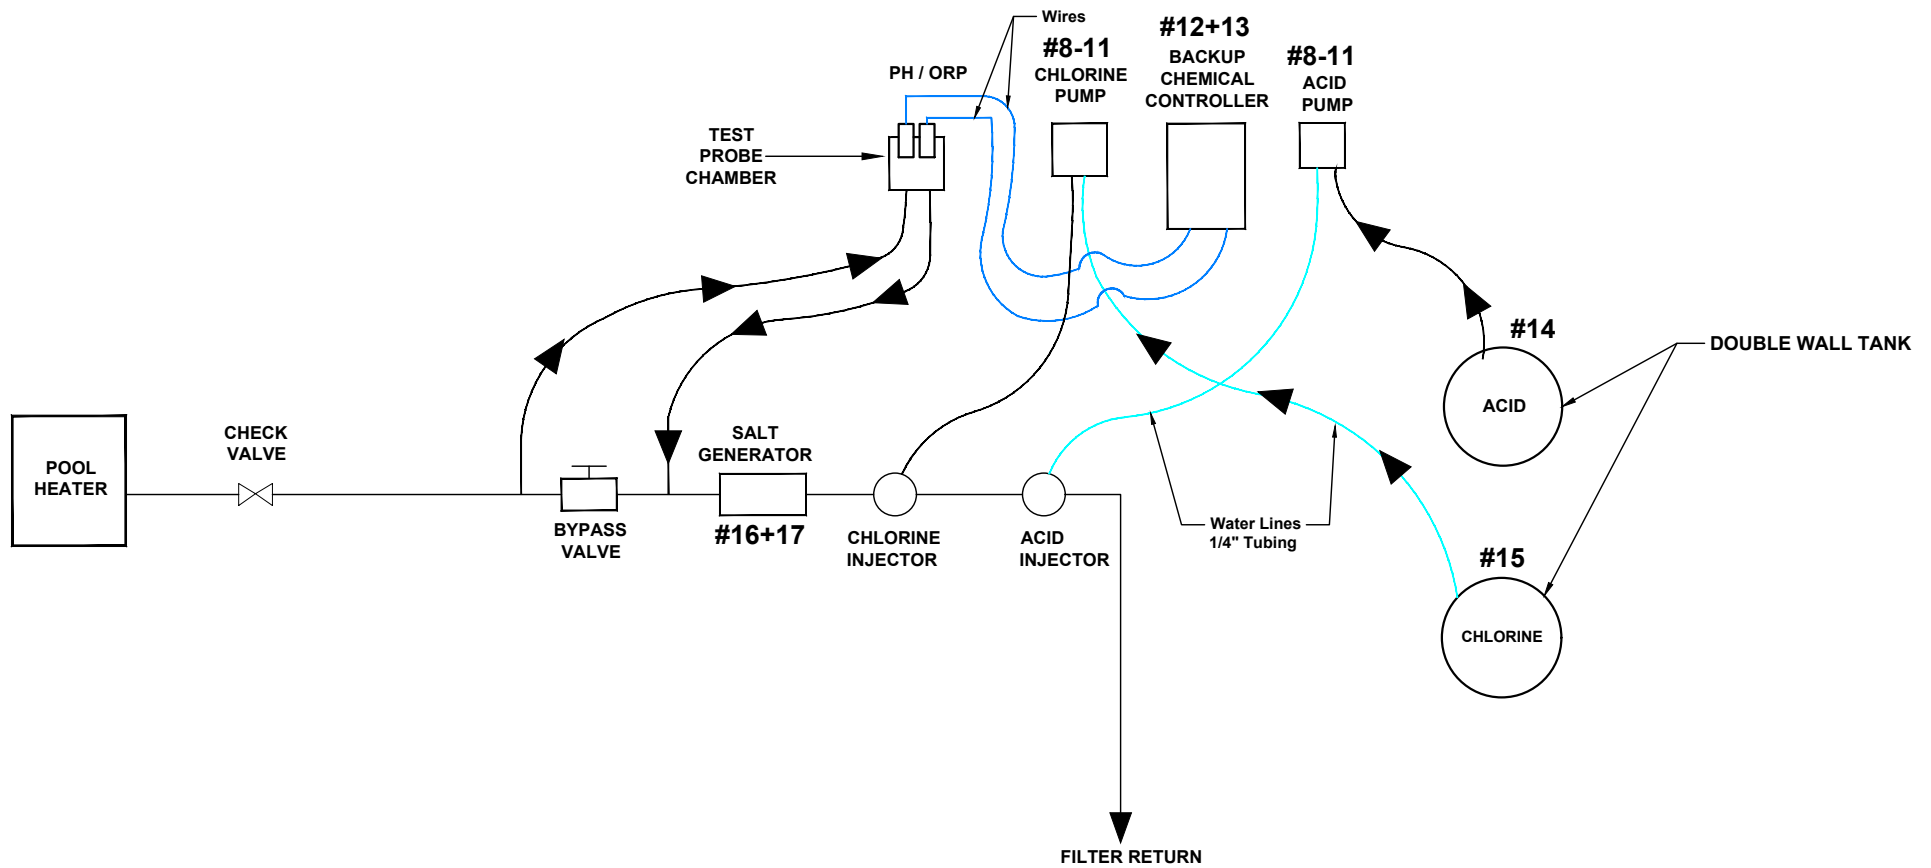 Wires
#8-11
CHLORINE
PUMP
#12+13
BACKUP
CHEMICAL
CONTROLLER
#8-11
ACID
PUMP
PH / ORP
TEST
PROBE
CHAMBER
#14
DOUBLE WALL TANK
ACID
POOL
HEATER
CHECK
VALVE
SALT
GENERATOR
#16+17
BYPASS
VALVE
CHLORINE
INJECTOR
ACID
INJECTOR
Water Lines
1/4" Tubing
#15
CHLORINE
FILTER RETURN